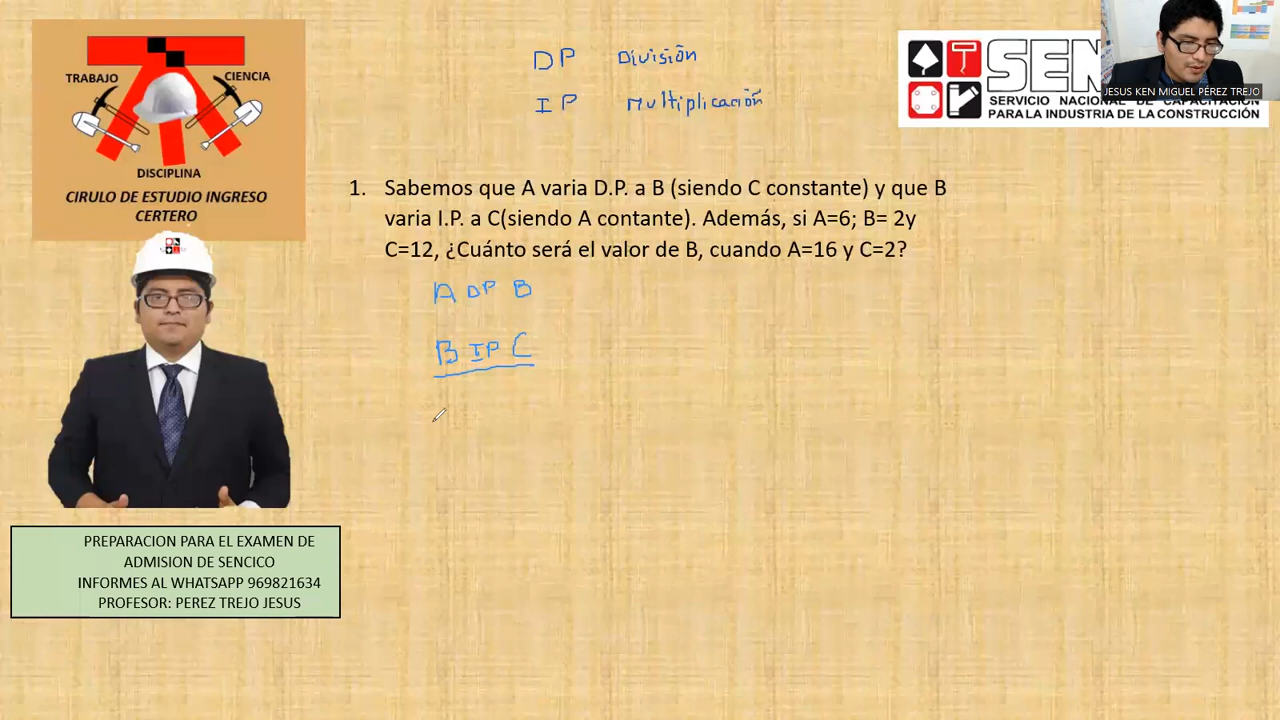 TRABAJO
CIENCIA
DISCIPLINA
CIRULO DE ESTUDIO INGRESO
CERTERO
DP División
IP Multiplicación
SEN
SERVICIO NACIONAL DE CAPACITACIÓN
PARA LA INDUSTRIA DE LA CONSTRUCCIÓN
JESUS KEN MIGUEL PÉREZ TREJO
1. Sabemos que A varia D.P. a B (siendo C constante) y que B
varia I.P. a C(siendo A contante). Además, si A=6; B= 2y
C=12, ¿Cuánto será el valor de B, cuando A=16 y C=2?
A DP B
B IP C
PREPARACION PARA EL EXAMEN DE
ADMISION DE SENCICO
INFORMES AL WHATSAPP 969821634
PROFESOR: PEREZ TREJO JESUS